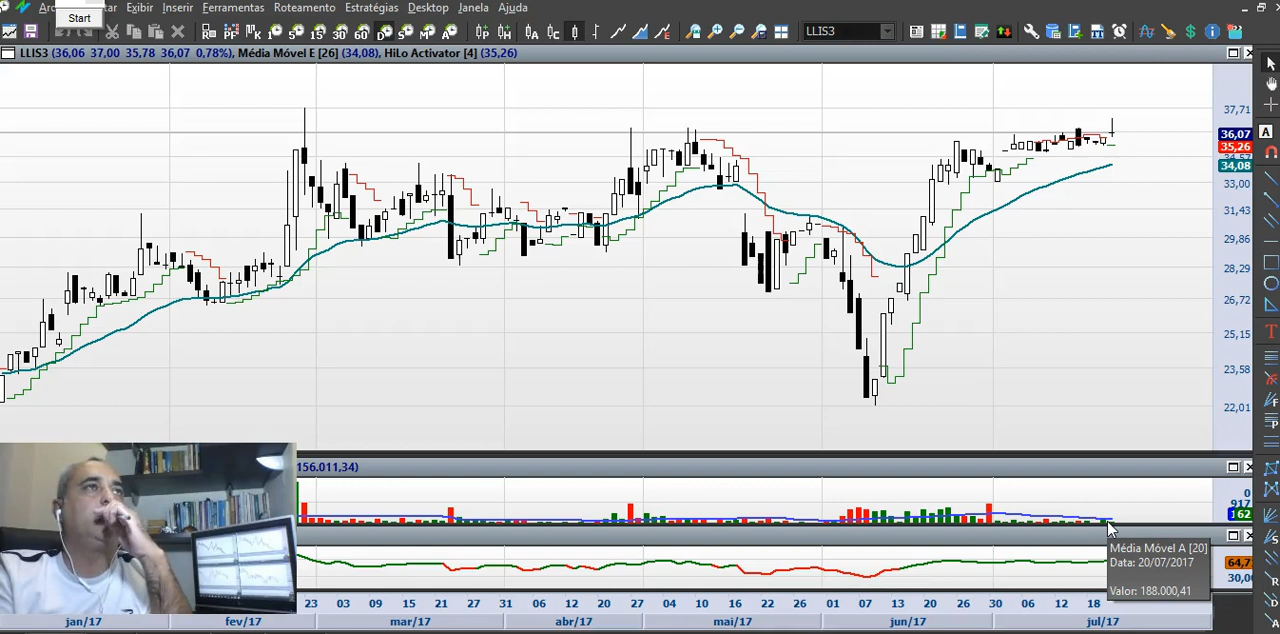 Exibir Inserir Ferramentas Roteamento Estratégias Desktop Janela Ajuda
Start
LLIS3
LLIS3 (36,06 37,00 35,78 36,07 0,78%), Média Móvel E [26] (34,08), HiLo Activator [4] (35,26)
37,71
36,07
35,26
34,08
33,00
31,43
29,86
28,29
26,72
25,15
23,58
22,01
156.011,34)
0
917
162
Média Móvel A [20]
Data: 20/07/2017
Valor: 188.000,41
64,7
30,00
23 03 09 15 21 23 31 06 12 20 27 04 10 16 22 26 01 07 13 20 26 30 06 12 18
jan/17 fev/17 mar/17 abr/17 mai/17 jun/17 jul/17